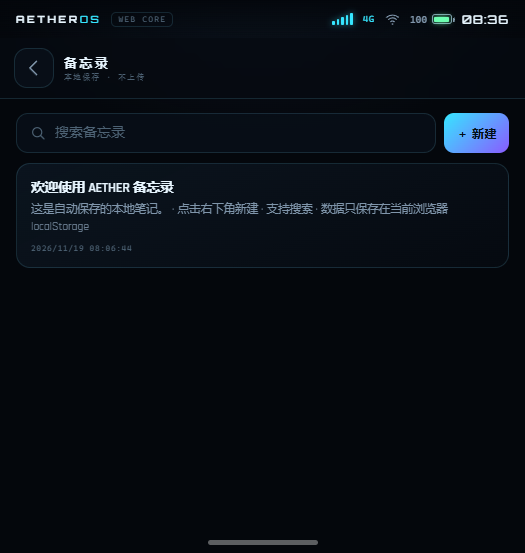 AETHEROS WEB CORE 4G 100 08:36
备忘录
本地保存 · 不上传
搜索备忘录
+ 新建
欢迎使用 AETHER 备忘录
这是自动保存的本地笔记。 · 点击右下角新建 · 支持搜索 · 数据只保存在当前浏览器
localStorage
2026/11/19 08:06:44